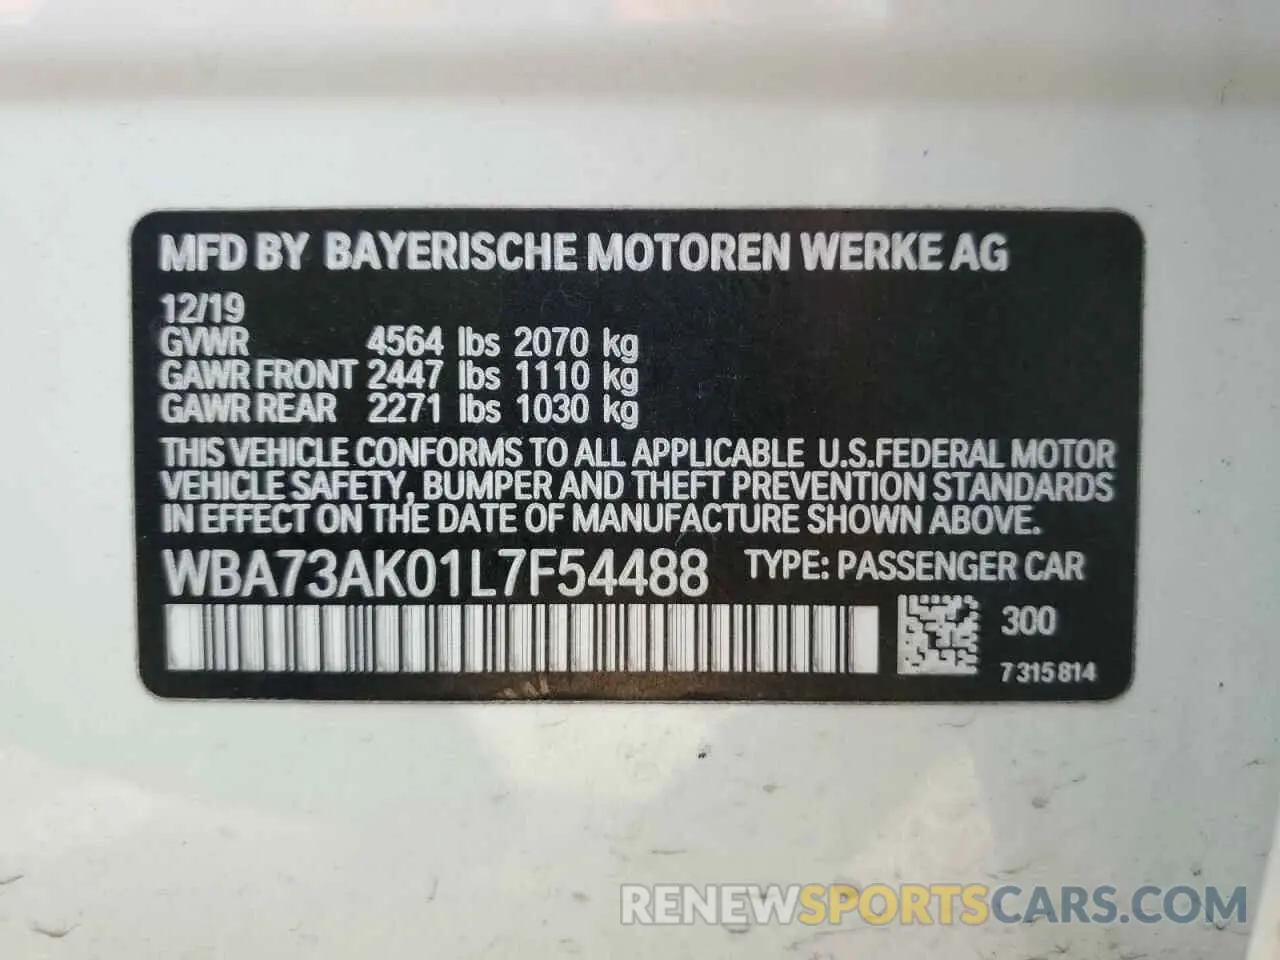 MFD BY BAYERISCHE MOTOREN WERKE AG
12/19
GVWR 4564 lbs 2070 kg
GAWR FRONT 2447 lbs 1110 kg
GAWR REAR 2271 lbs 1030 kg
THIS VEHICLE CONFORMS TO ALL APPLICABLE U.S.FEDERAL MOTOR
VEHICLE SAFETY, BUMPER AND THEFT PREVENTION STANDARDS
IN EFFECT ON THE DATE OF MANUFACTURE SHOWN ABOVE.
WBA73AK01L7F54488 TYPE: PASSENGER CAR
300
7 315 814
RENEWSPORTSCARS.COM